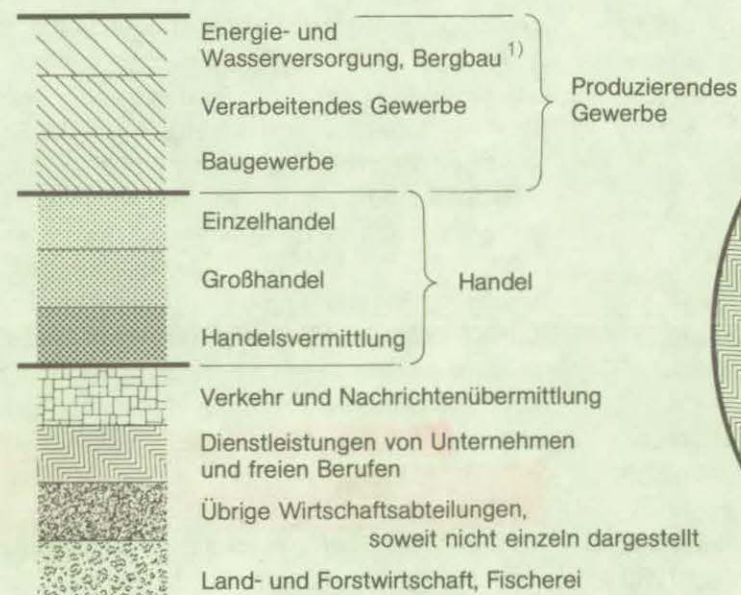 Energie- und
Wasserversorgung, Bergbau 1)
Verarbeitendes Gewerbe
Baugewerbe
Produzierendes
Gewerbe
Einzelhandel
Großhandel
Handelsvermittlung
Handel
Verkehr und Nachrichtenübermittlung
Dienstleistungen von Unternehmen
und freien Berufen
Übrige Wirtschaftsabteilungen,
soweit nicht einzeln dargestellt
Land- und Forstwirtschaft, Fischerei